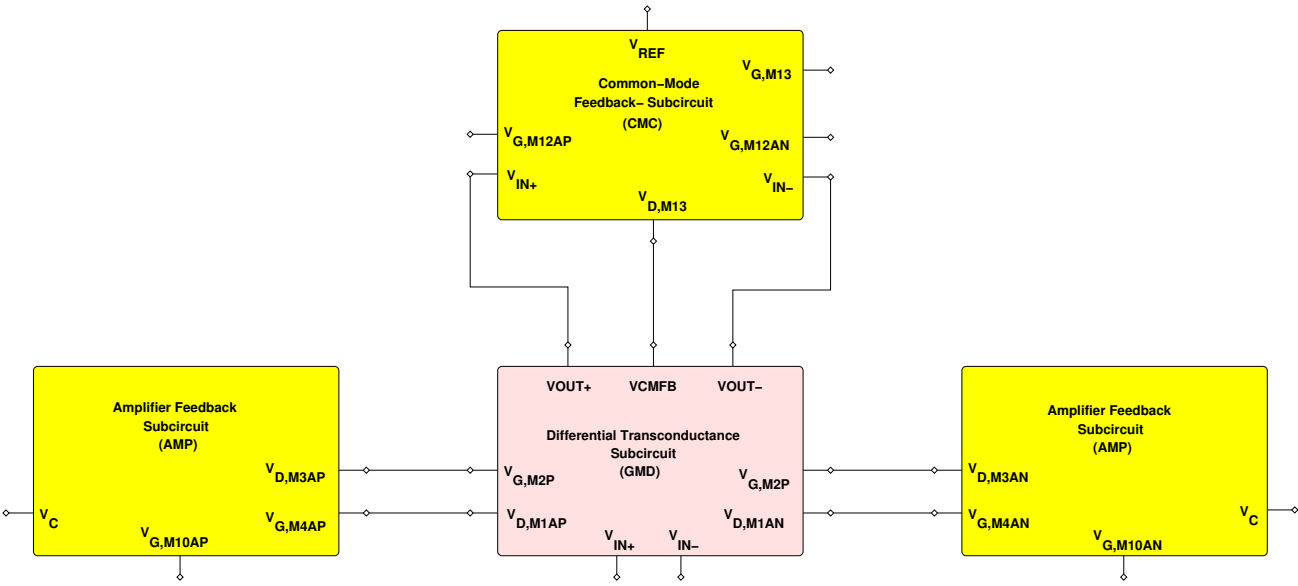 VREF
VG,M13
Common−Mode
Feedback− Subcircuit
(CMC)
VG,M12AP
VG,M12AN
VIN+
VIN−
VD,M13
VOUT+ VCMFB VOUT−
Amplifier Feedback
Subcircuit
(AMP)
VD,M3AP
VG,M4AP
VC
VG,M10AP
Differential Transconductance
Subcircuit
(GMD)
VG,M2P
VG,M2P
VD,M1AP
VD,M1AN
VIN+ VIN−
Amplifier Feedback
Subcircuit
(AMP)
VD,M3AN
VG,M4AN
VC
VG,M10AN